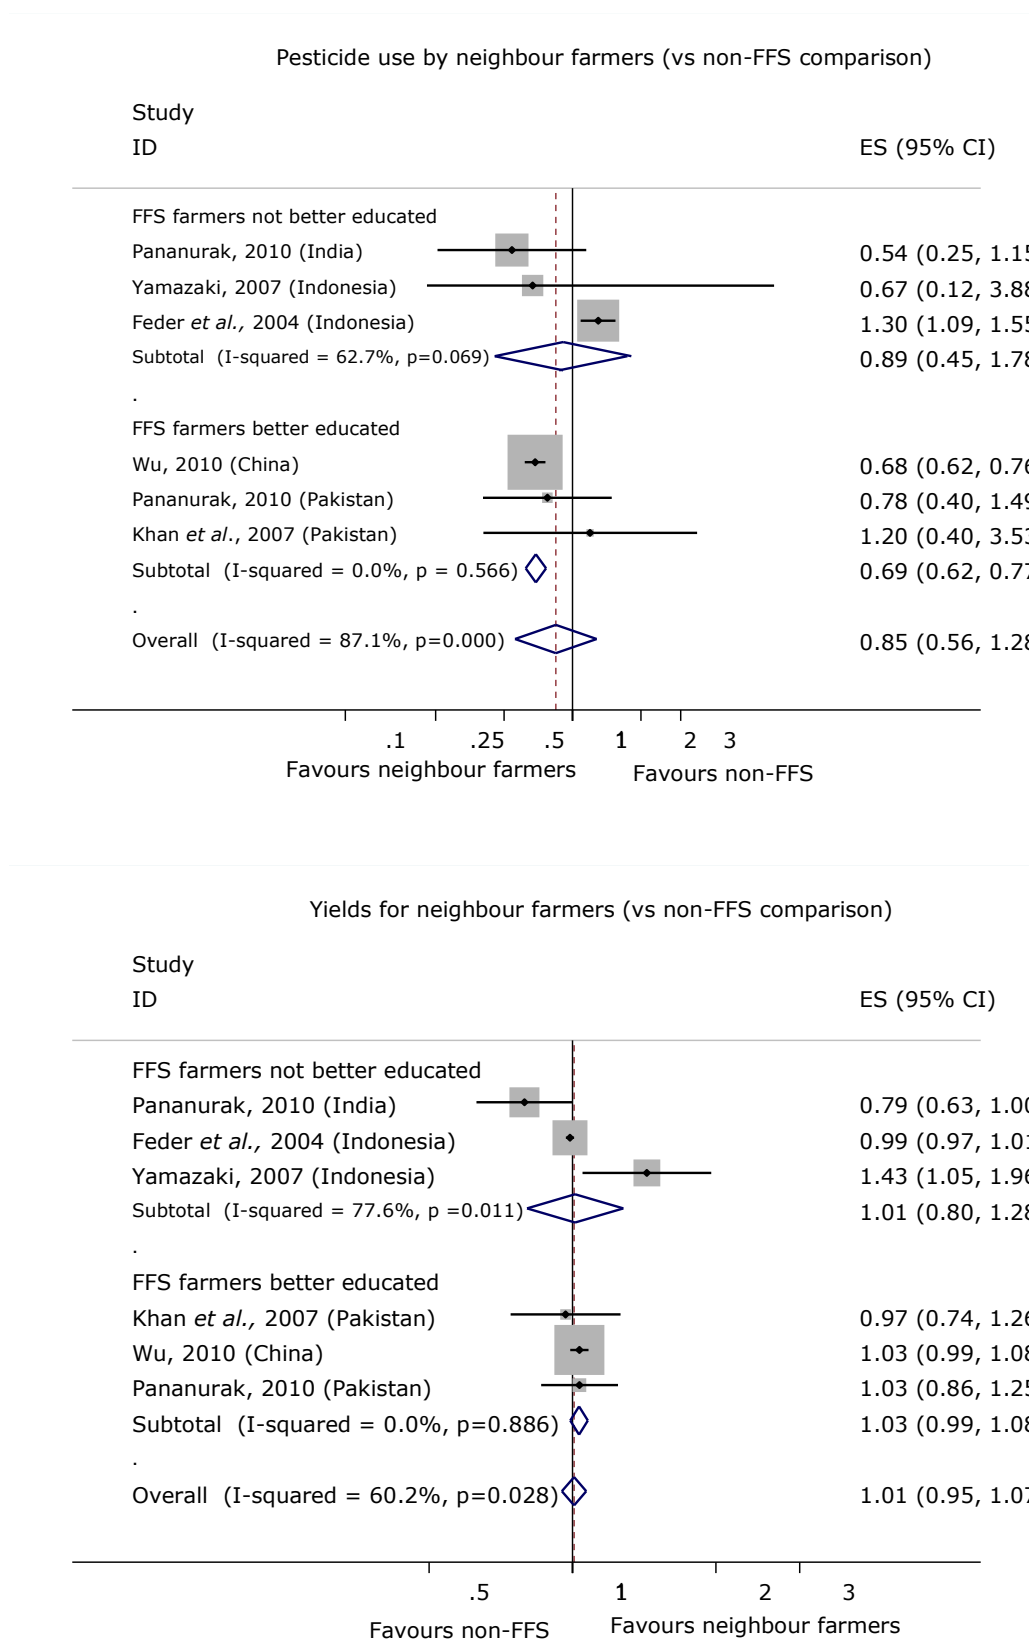 Pesticide use by neighbour farmers (vs non-FFS comparison)
Study
ID ES (95% CI)
FFS farmers not better educated
Pananurak, 2010 (India) 0.54 (0.25, 1.15
Yamazaki, 2007 (Indonesia) 0.67 (0.12, 3.88
Feder et al., 2004 (Indonesia) 1.30 (1.09, 1.55
Subtotal (I-squared = 62.7%, p=0.069) 0.89 (0.45, 1.78
.
FFS farmers better educated
Wu, 2010 (China) 0.68 (0.62, 0.76
Pananurak, 2010 (Pakistan) 0.78 (0.40, 1.49
Khan et al., 2007 (Pakistan) 1.20 (0.40, 3.53
Subtotal (I-squared = 0.0%, p = 0.566) 0.69 (0.62, 0.77
.
Overall (I-squared = 87.1%, p=0.000) 0.85 (0.56, 1.28
.1 .25 .5 1 2 3
Favours neighbour farmers Favours non-FFS
Yields for neighbour farmers (vs non-FFS comparison)
Study
ID ES (95% CI)
FFS farmers not better educated
Pananurak, 2010 (India) 0.79 (0.63, 1.00
Feder et al., 2004 (Indonesia) 0.99 (0.97, 1.01
Yamazaki, 2007 (Indonesia) 1.43 (1.05, 1.96
Subtotal (I-squared = 77.6%, p =0.011) 1.01 (0.80, 1.28
.
FFS farmers better educated
Khan et al., 2007 (Pakistan) 0.97 (0.74, 1.26
Wu, 2010 (China) 1.03 (0.99, 1.08
Pananurak, 2010 (Pakistan) 1.03 (0.86, 1.25
Subtotal (I-squared = 0.0%, p=0.886) 1.03 (0.99, 1.08
.
Overall (I-squared = 60.2%, p=0.028) 1.01 (0.95, 1.07
.5 1 2 3
Favours non-FFS Favours neighbour farmers